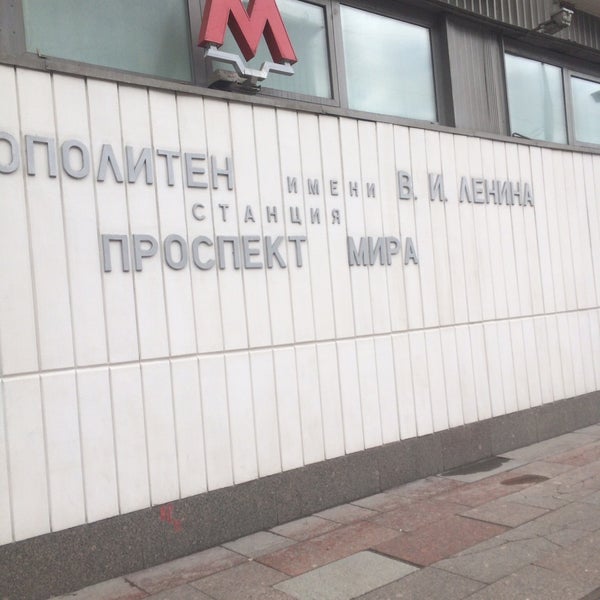 М
ОПОЛИТЕН ИМЕНИ В. И. ЛЕНИНА
СТАНЦИЯ
ПРОСПЕКТ МИРА